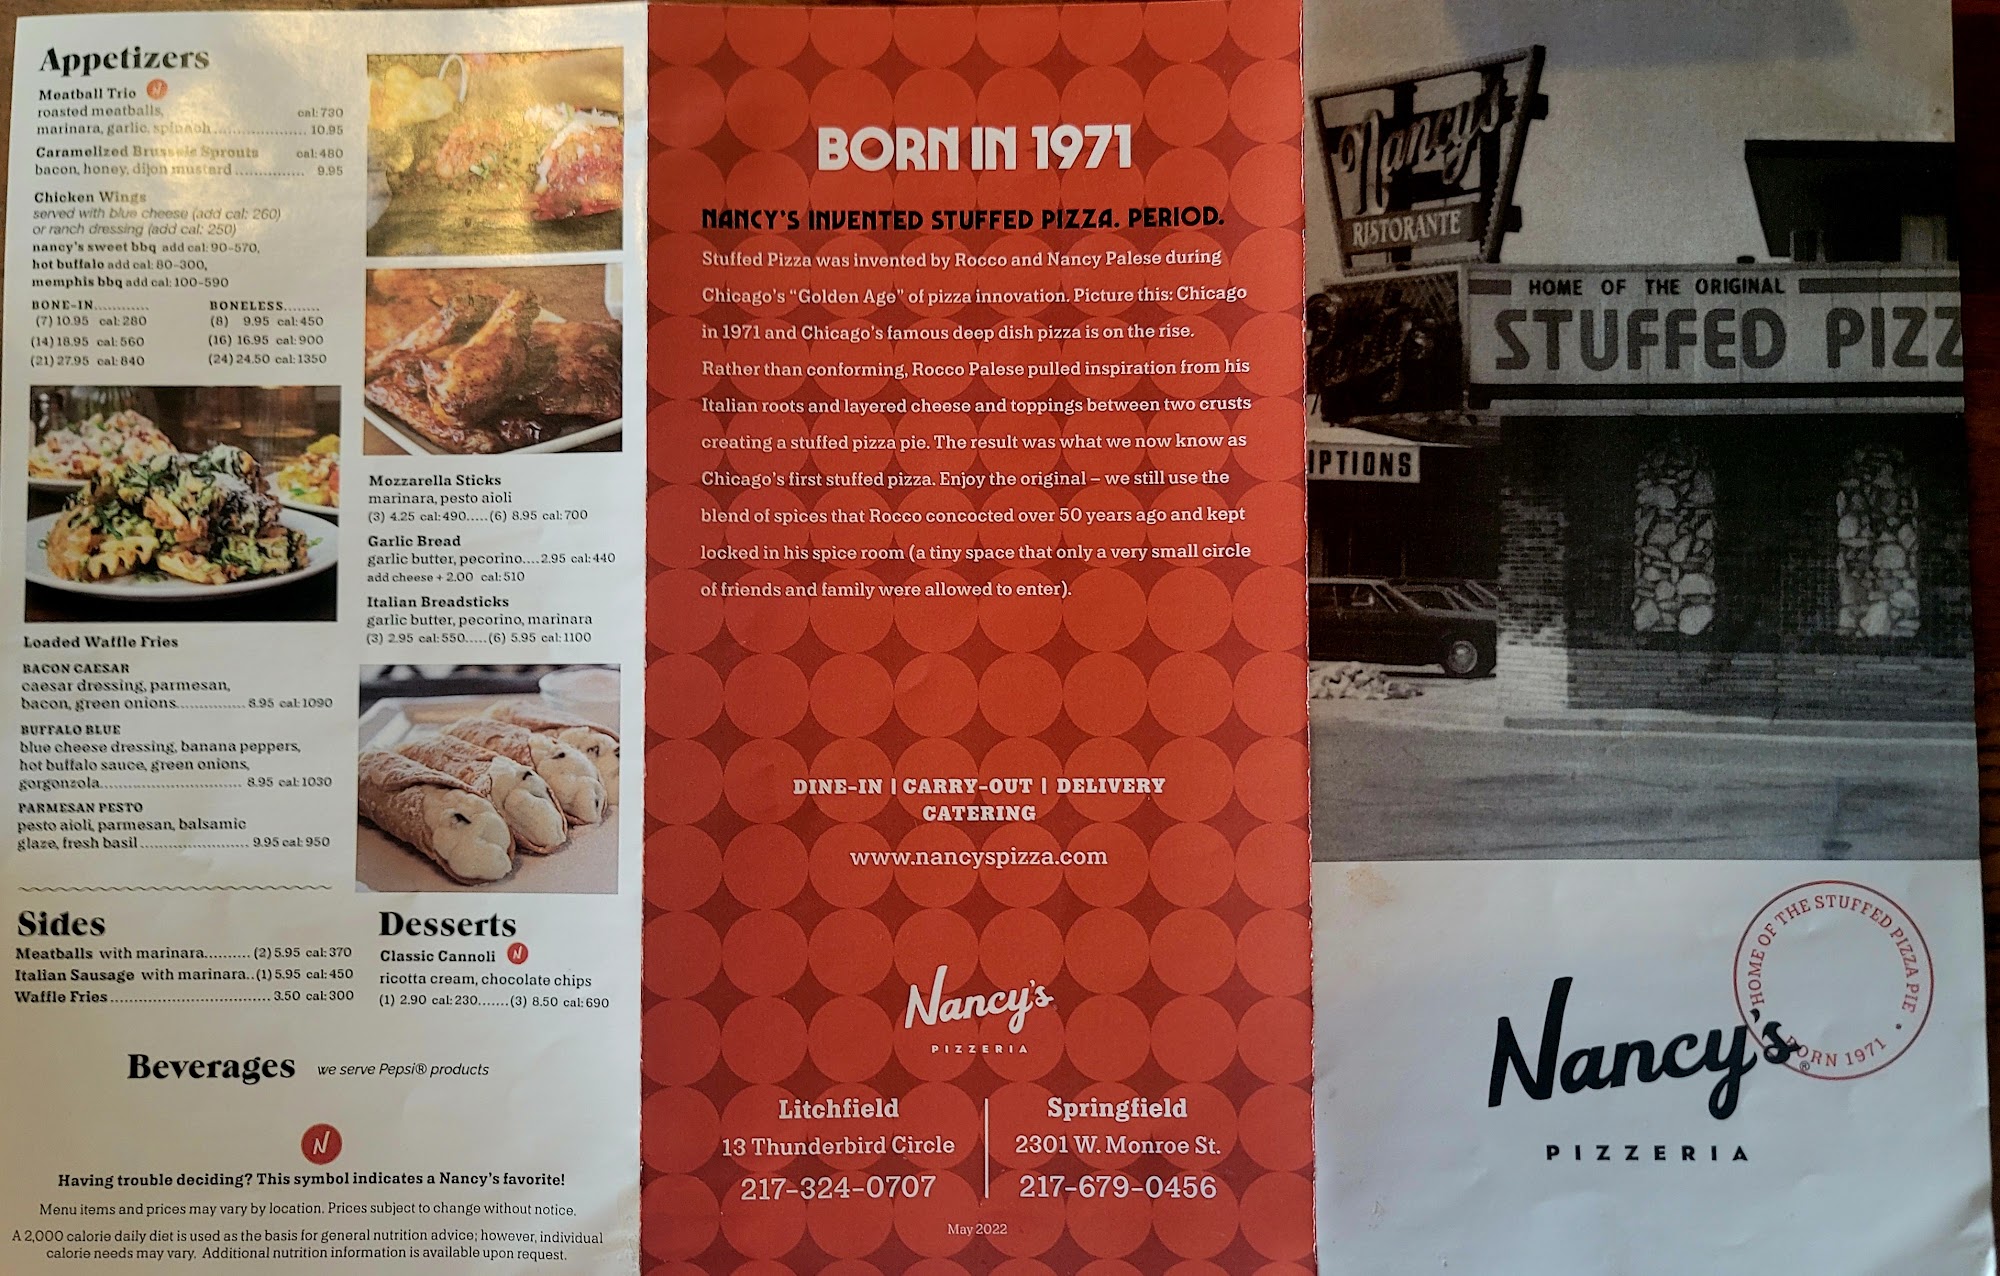 Appetizers
Meatball Trio N
roasted meatballs, cal: 730
marinara, garlic, spinach..................... 10.95
Caramelized Brussels Sprouts cal: 480
bacon, honey, dijon mustard ............... 9.95
Chicken Wings
served with blue cheese (add cal: 260)
or ranch dressing (add cal: 250)
nancy's sweet bbq add cal: 90-570,
hot buffalo add cal: 80-300,
memphis bbq add cal: 100-590
BONE-IN............
(7) 10.95 cal: 280
(14) 18.95 cal: 560
(21) 27.95 cal: 840
BONELESS........
(8) 9.95 cal: 450
(16) 16.95 cal: 900
(24) 24.50 cal: 1350
Loaded Waffle Fries
BACON CAESAR
caesar dressing, parmesan,
bacon, green onions............... 8.95 cal: 1090
BUFFALO BLUE
blue cheese dressing, banana peppers,
hot buffalo sauce, green onions,
gorgonzola.............................. 8.95 cal: 1030
PARMESAN PESTO
pesto aioli, parmesan, balsamic
glaze, fresh basil ....................... 9.95 cal: 950
Mozzarella Sticks
marinara, pesto aioli
(3) 4.25 cal: 490.....(6) 8.95 cal: 700
Garlic Bread
garlic butter, pecorino....2.95 cal: 440
add cheese + 2.00 cal: 510
Italian Breadsticks
garlic butter, pecorino, marinara
(3) 2.95 cal: 550.....(6) 5.95 cal: 1100
Sides
Meatballs with marinara.......... (2) 5.95 cal: 370
Italian Sausage with marinara..(1) 5.95 cal: 450
Waffle Fries................................... 3.50 cal: 300
Desserts
Classic Cannoli N
ricotta cream, chocolate chips
(1) 2.90 cal: 230.......(3) 8.50 cal: 690
Beverages we serve Pepsi® products
N
Having trouble deciding? This symbol indicates a Nancy's favorite!
Menu items and prices may vary by location. Prices subject to change without notice.
A 2,000 calorie daily diet is used as the basis for general nutrition advice; however, individual
calorie needs may vary. Additional nutrition information is available upon request.
BORN IN 1971
NANCY'S INVENTED STUFFED PIZZA. PERIOD.
Stuffed Pizza was invented by Rocco and Nancy Palese during
Chicago's "Golden Age" of pizza innovation. Picture this: Chicago
in 1971 and Chicago's famous deep dish pizza is on the rise.
Rather than conforming, Rocco Palese pulled inspiration from his
Italian roots and layered cheese and toppings between two crusts
creating a stuffed pizza pie. The result was what we now know as
Chicago's first stuffed pizza. Enjoy the original – we still use the
blend of spices that Rocco concocted over 50 years ago and kept
locked in his spice room (a tiny space that only a very small circle
of friends and family were allowed to enter).
DINE-IN | CARRY-OUT | DELIVERY
CATERING
www.nancyspizza.com
Nancy's
PIZZERIA
Litchfield
13 Thunderbird Circle
217-324-0707
Springfield
2301 W. Monroe St.
217-679-0456
May 2022
Nancy's
RISTORANTE
HOME OF THE ORIGINAL
STUFFED PIZZ
IPTIONS
HOME OF THE STUFFED PIZZA PIE • BORN 1971 •
Nancy's®
PIZZERIA